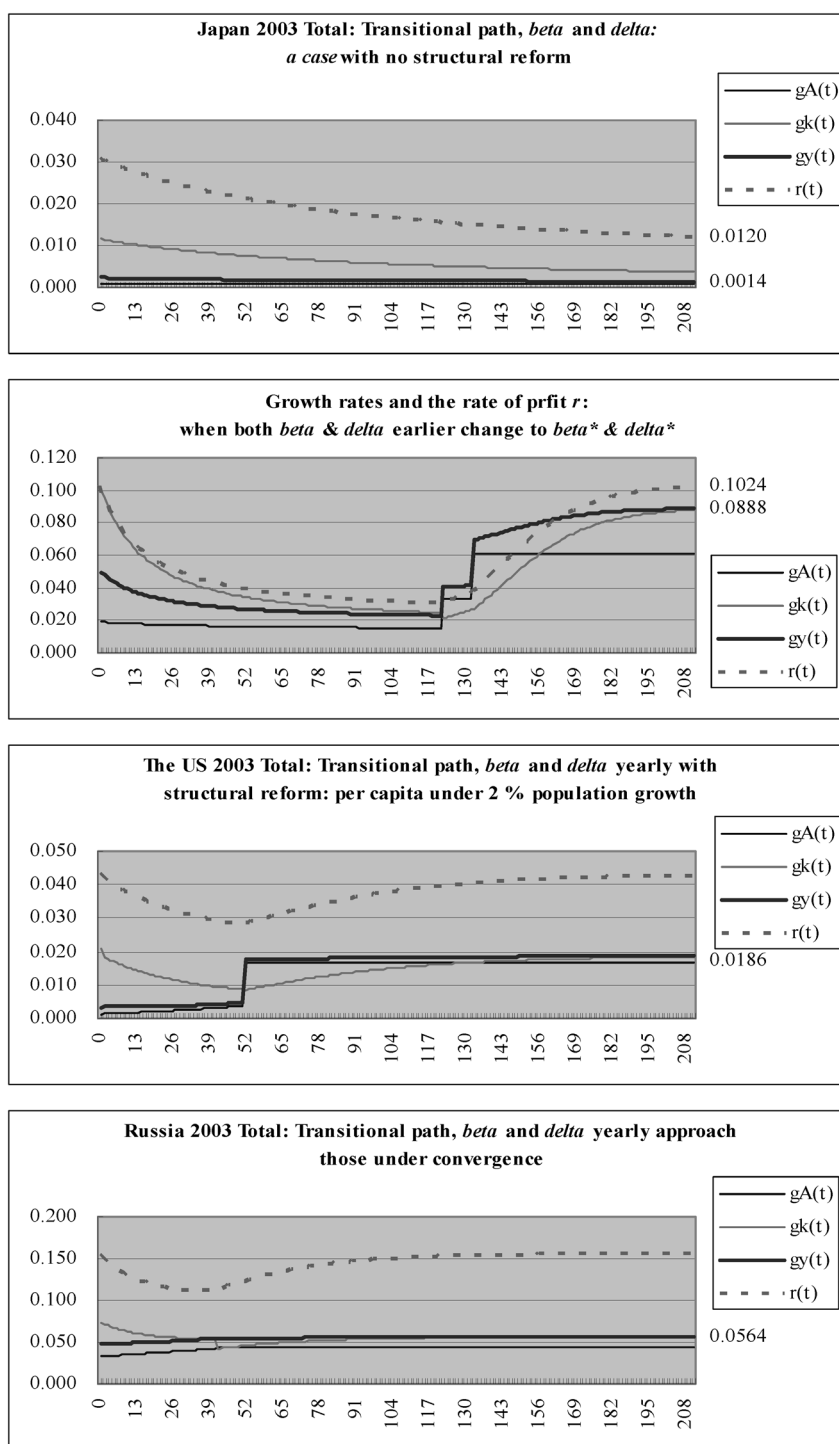 Japan 2003 Total: Transitional path, beta and delta:
a case with no structural reform
gA(t)
gk(t)
gy(t)
r(t)
0.040
0.030
0.020
0.010
0.000
0.0120
0.0014
0 13 26 39 52 65 78 91 104 117 130 143 156 169 182 195 208
Growth rates and the rate of prfit r:
when both beta & delta earlier change to beta* & delta*
0.120
0.100
0.080
0.060
0.040
0.020
0.000
0.1024
0.0888
gA(t)
gk(t)
gy(t)
r(t)
0 13 26 39 52 65 78 91 104 117 130 143 156 169 182 195 208
The US 2003 Total: Transitional path, beta and delta yearly with
structural reform: per capita under 2 % population growth
gA(t)
gk(t)
gy(t)
r(t)
0.050
0.040
0.030
0.020
0.010
0.000
0.0186
0 13 26 39 52 65 78 91 104 117 130 143 156 169 182 195 208
Russia 2003 Total: Transitional path, beta and delta yearly approach
those under convergence
gA(t)
gk(t)
gy(t)
r(t)
0.200
0.150
0.100
0.050
0.000
0.0564
0 13 26 39 52 65 78 91 104 117 130 143 156 169 182 195 208